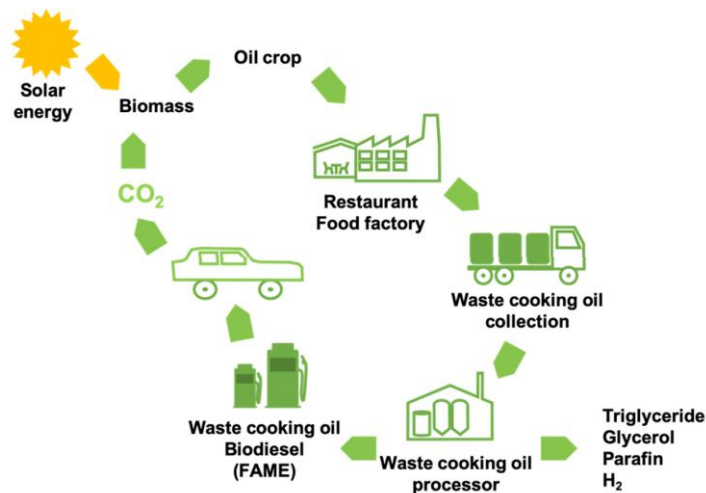 Solar
energy
Biomass
Oil crop
Restaurant
Food factory
Waste cooking oil
collection
Waste cooking oil
processor
Triglyceride
Glycerol
Parafin
H₂
Waste cooking oil
Biodiesel
(FAME)
CO₂